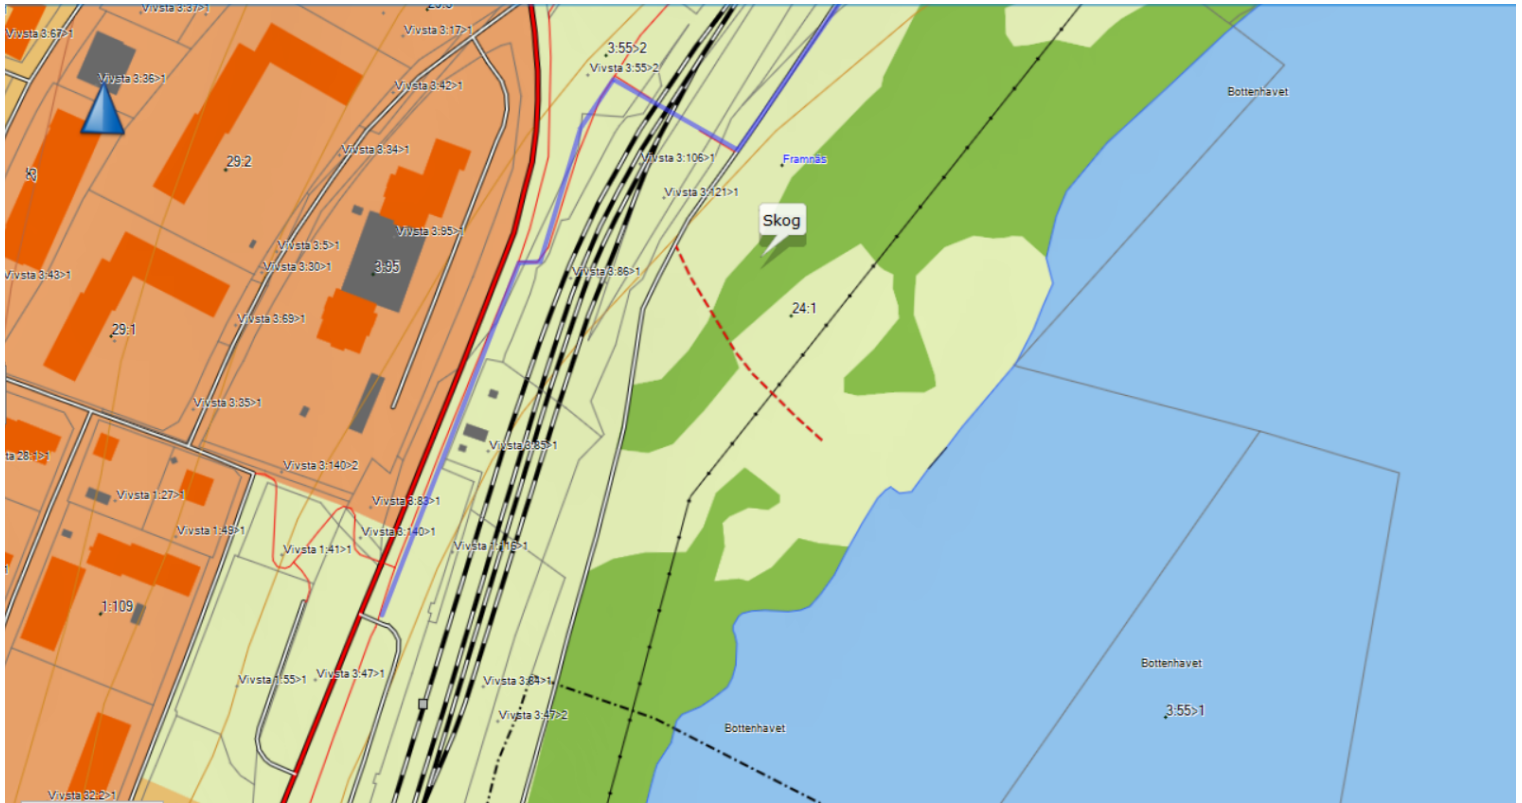 Vivsta 3:37>1
Vivsta 3:67>1
Vivsta 3:17>1
3:55>2
Vivsta 3:55>2
Vivsta 3:36>1
Vivsta 3:42>1
Bottenhavet
Vivsta 3:34>1
29:2
Vivsta 3:106>1
Framnäs
Vivsta 3:121>1
Skog
Vivsta 3:95>1
Vivsta 3:5>1
Vivsta 3:30>1
3:95
Vivsta 3:43>1
Vivsta 3:86>1
24:1
Vivsta 3:69>1
29:1
Vivsta 3:35>1
Vivsta 3:85>1
ta 28:1>1
Vivsta 3:140>2
Vivsta 1:27>1
Vivsta 3:83>1
Vivsta 1:49>1
Vivsta 3:140>1
Vivsta 1:41>1
Vivsta 1:116>1
1:109
Bottenhavet
Vivsta 1:55>1
Vivsta 3:47>1
Vivsta 3:84>1
3:55>1
Vivsta 3:47>2
Bottenhavet
Vivsta 32:2>1